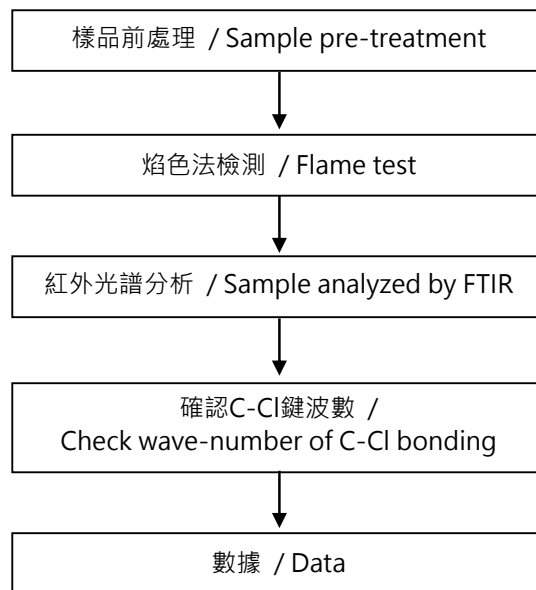 樣品前處理 / Sample pre-treatment
焰色法檢測 / Flame test
紅外光譜分析 / Sample analyzed by FTIR
確認C-Cl鍵波數 /
Check wave-number of C-Cl bonding
數據 / Data